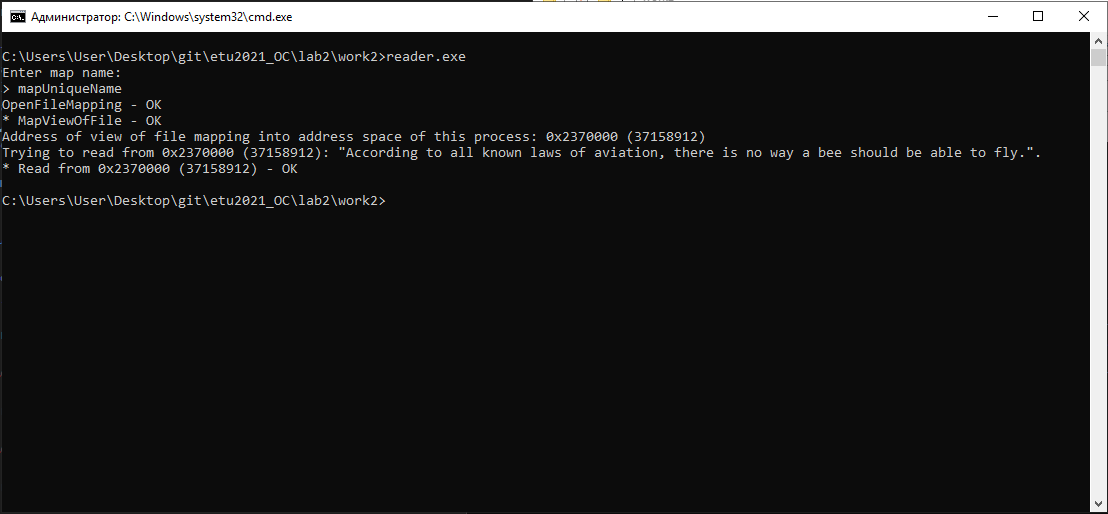 Администратор: C:\Windows\system32\cmd.exe
C:\Users\User\Desktop\git\etu2021_OC\lab2\work2>reader.exe
Enter map name:
> mapUniqueName
OpenFileMapping - OK
* MapViewOfFile - OK
Address of view of file mapping into address space of this process: 0x2370000 (37158912)
Trying to read from 0x2370000 (37158912): "According to all known laws of aviation, there is no way a bee should be able to fly.".
* Read from 0x2370000 (37158912) - OK
C:\Users\User\Desktop\git\etu2021_OC\lab2\work2>